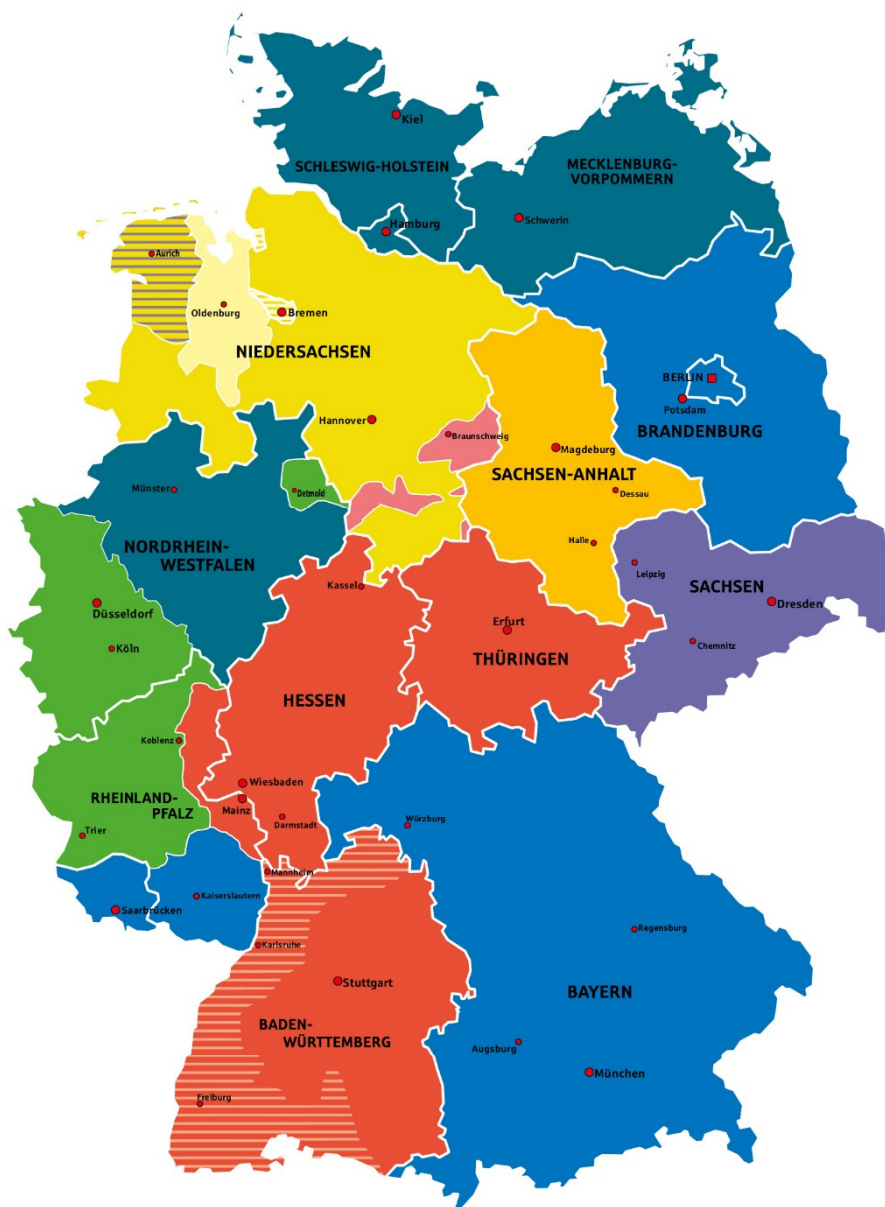 Kiel
SCHLESWIG-HOLSTEIN
MECKLENBURG-
VORPOMMERN
Schwerin
Hamburg
Aurich
Oldenburg
Bremen
NIEDERSACHSEN
BERLIN
Potsdam
BRANDENBURG
Hannover
Braunschweig
Magdeburg
SACHSEN-ANHALT
Münster
Detmold
Dessau
NORDRHEIN-
WESTFALEN
Halle
Leipzig
SACHSEN
Kassel
Düsseldorf
Dresden
Erfurt
THÜRINGEN
Köln
Chemnitz
HESSEN
Koblenz
Wiesbaden
RHEINLAND-
PFALZ
Mainz
Darmstadt
Würzburg
Trier
Mannheim
Kaiserslautern
Saarbrücken
Regensburg
Karlsruhe
Stuttgart
BAYERN
BADEN-
WÜRTTEMBERG
Augsburg
München
Freiburg